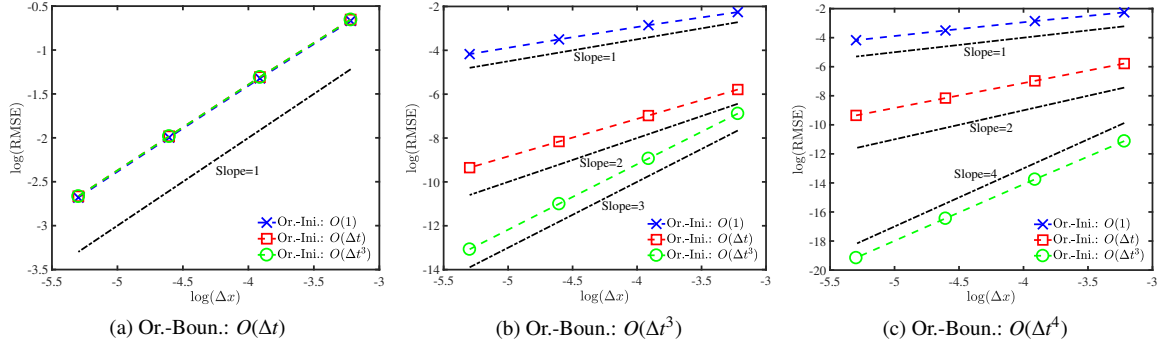 -0.5
-1
-1.5
-2
-2.5
-3
-3.5
log(RMSE)
Slope=1
Or.-Ini.: O(1)
Or.-Ini.: O(Δt)
Or.-Ini.: O(Δt³)
-5.5 -5 -4.5 -4 -3.5 -3
log(Δx)
(a) Or.-Boun.: O(Δt)
-2
-4
-6
-8
-10
-12
-14
log(RMSE)
Slope=1
Slope=2
Slope=3
Or.-Ini.: O(1)
Or.-Ini.: O(Δt)
Or.-Ini.: O(Δt³)
-5.5 -5 -4.5 -4 -3.5 -3
log(Δx)
(b) Or.-Boun.: O(Δt³)
-2
-4
-6
-8
-10
-12
-14
-16
-18
-20
log(RMSE)
Slope=1
Slope=2
Slope=4
Or.-Ini.: O(1)
Or.-Ini.: O(Δt)
Or.-Ini.: O(Δt³)
-5.5 -5 -4.5 -4 -3.5 -3
log(Δx)
(c) Or.-Boun.: O(Δt⁴)